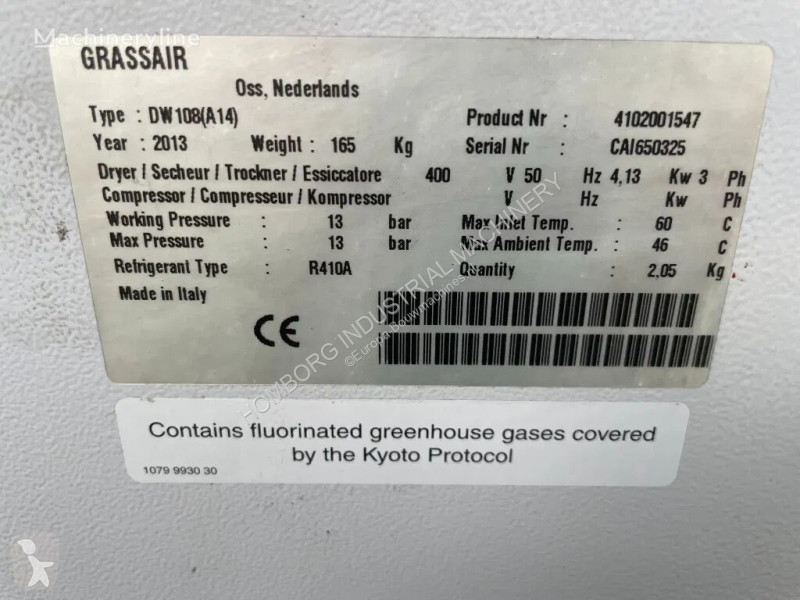 Machineryline
GRASSAIR
Oss, Nederlands
Type : DW108(A14) Product Nr : 4102001547
Year : 2013 Weight : 165 Kg Serial Nr : CAI650325
Dryer / Secheur / Trockner / Essiccatore 400 V 50 Hz 4,13 Kw 3 Ph
Compressor / Compresseur / Kompressor V Hz Kw Ph
Working Pressure : 13 bar Max Inlet Temp. : 60 C
Max Pressure : 13 bar Max Ambient Temp. : 46 C
Refrigerant Type : R410A Quantity : 2,05 Kg
Made in Italy
CE
HOMBORG INDUSTRIAL MACHINERY
©Europa-Bouwmachines
Contains fluorinated greenhouse gases covered
by the Kyoto Protocol
1079 9930 30